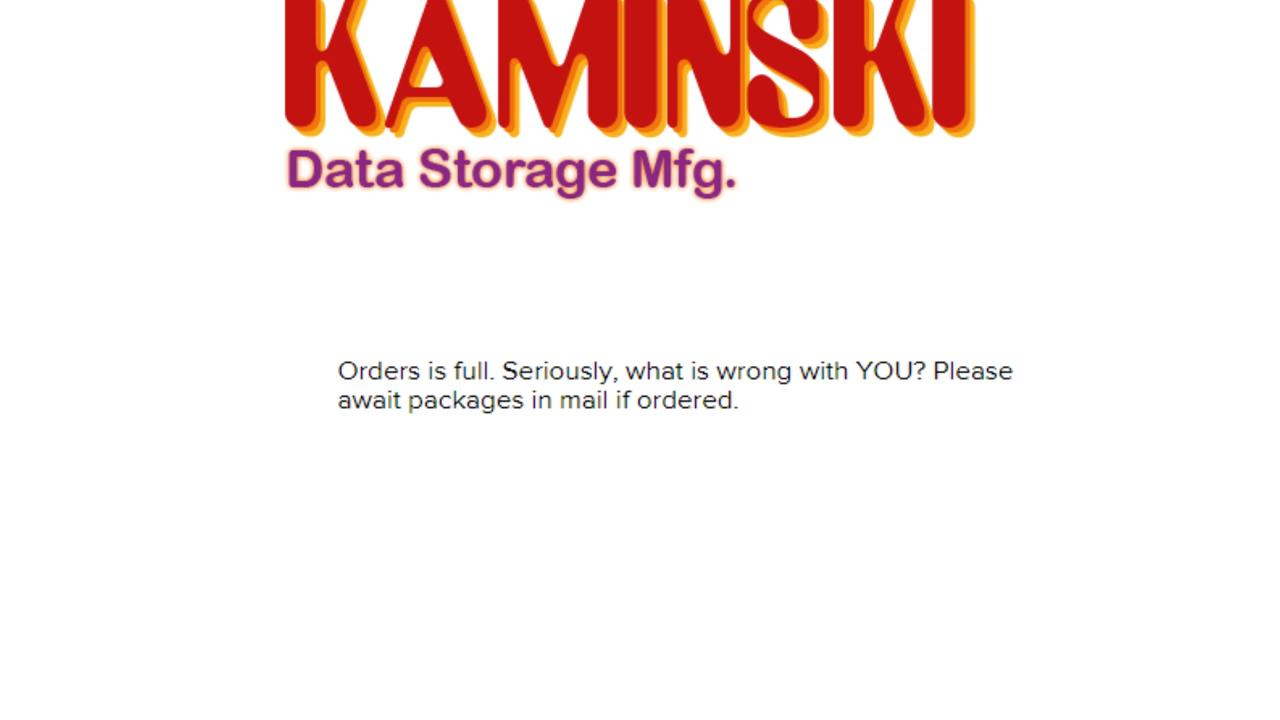 KAMINSKI
Data Storage Mfg.
Orders is full. Seriously, what is wrong with YOU? Please
await packages in mail if ordered.